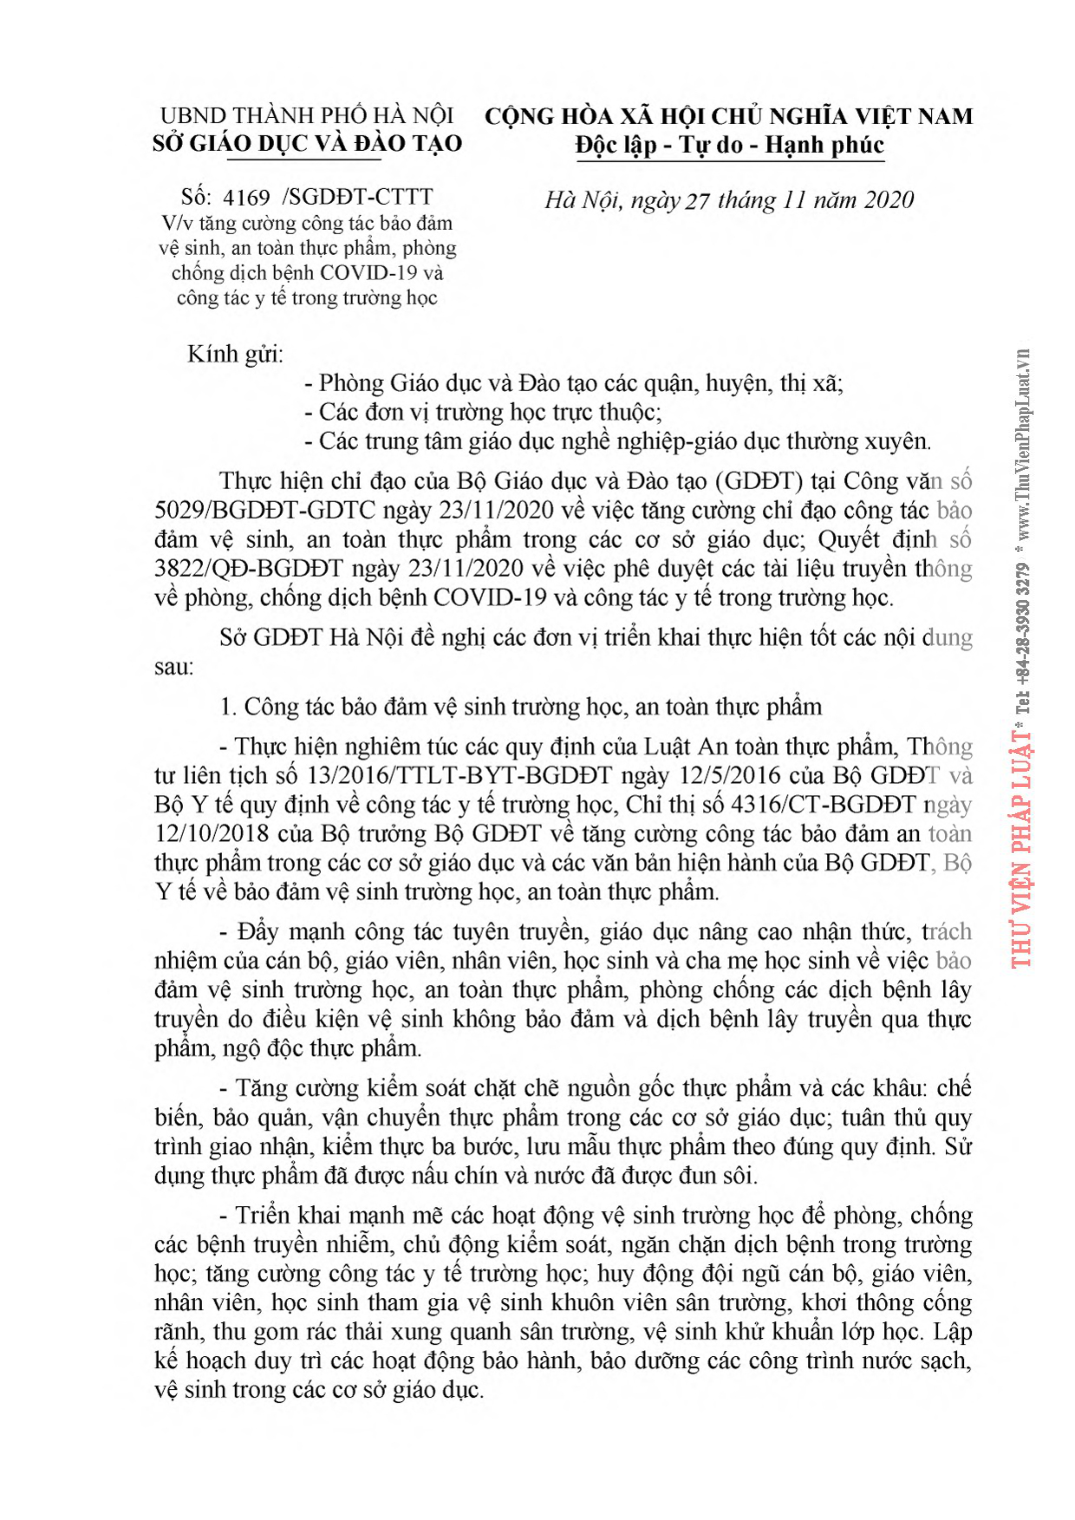 UBND THÀNH PHỐ HÀ NỘI
SỞ GIÁO DỤC VÀ ĐÀO TẠO
CỘNG HÒA XÃ HỘI CHỦ NGHĨA VIỆT NAM
Độc lập - Tự do - Hạnh phúc
Số: 4169 /SGDĐT-CTTT
V/v tăng cường công tác bảo đảm
vệ sinh, an toàn thực phẩm, phòng
chống dịch bệnh COVID-19 và
công tác y tế trong trường học
Hà Nội, ngày 27 tháng 11 năm 2020
Kính gửi:
- Phòng Giáo dục và Đào tạo các quận, huyện, thị xã;
- Các đơn vị trường học trực thuộc;
- Các trung tâm giáo dục nghề nghiệp-giáo dục thường xuyên.
Thực hiện chỉ đạo của Bộ Giáo dục và Đào tạo (GDĐT) tại Công văn số
5029/BGDĐT-GDTC ngày 23/11/2020 về việc tăng cường chỉ đạo công tác bảo
đảm vệ sinh, an toàn thực phẩm trong các cơ sở giáo dục; Quyết định số
3822/QĐ-BGDĐT ngày 23/11/2020 về việc phê duyệt các tài liệu truyền thông
về phòng, chống dịch bệnh COVID-19 và công tác y tế trong trường học.
Sở GDĐT Hà Nội đề nghị các đơn vị triển khai thực hiện tốt các nội dung
sau:
1. Công tác bảo đảm vệ sinh trường học, an toàn thực phẩm
- Thực hiện nghiêm túc các quy định của Luật An toàn thực phẩm, Thông
tư liên tịch số 13/2016/TTLT-BYT-BGDĐT ngày 12/5/2016 của Bộ GDĐT và
Bộ Y tế quy định về công tác y tế trường học, Chỉ thị số 4316/CT-BGDĐT ngày
12/10/2018 của Bộ trưởng Bộ GDĐT về tăng cường công tác bảo đảm an toàn
thực phẩm trong các cơ sở giáo dục và các văn bản hiện hành của Bộ GDĐT, Bộ
Y tế về bảo đảm vệ sinh trường học, an toàn thực phẩm.
- Đẩy mạnh công tác tuyên truyền, giáo dục nâng cao nhận thức, trách
nhiệm của cán bộ, giáo viên, nhân viên, học sinh và cha mẹ học sinh về việc bảo
đảm vệ sinh trường học, an toàn thực phẩm, phòng chống các dịch bệnh lây
truyền do điều kiện vệ sinh không bảo đảm và dịch bệnh lây truyền qua thực
phẩm, ngộ độc thực phẩm.
- Tăng cường kiểm soát chặt chẽ nguồn gốc thực phẩm và các khâu: chế
biến, bảo quản, vận chuyển thực phẩm trong các cơ sở giáo dục; tuân thủ quy
trình giao nhận, kiểm thực ba bước, lưu mẫu thực phẩm theo đúng quy định. Sử
dụng thực phẩm đã được nấu chín và nước đã được đun sôi.
- Triển khai mạnh mẽ các hoạt động vệ sinh trường học để phòng, chống
các bệnh truyền nhiễm, chủ động kiểm soát, ngăn chặn dịch bệnh trong trường
học; tăng cường công tác y tế trường học; huy động đội ngũ cán bộ, giáo viên,
nhân viên, học sinh tham gia vệ sinh khuôn viên sân trường, khơi thông cống
rãnh, thu gom rác thải xung quanh sân trường, vệ sinh khử khuẩn lớp học. Lập
kế hoạch duy trì các hoạt động bảo hành, bảo dưỡng các công trình nước sạch,
vệ sinh trong các cơ sở giáo dục.
THƯ VIỆN PHÁP LUẬT * Tel: +84-28-3930 3279 * www.ThuVienPhapLuat.vn